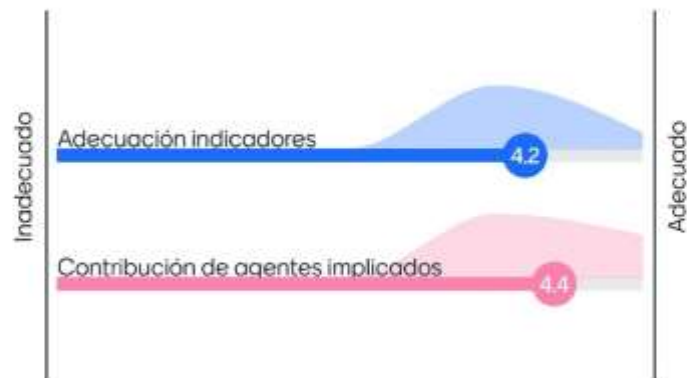 Inadecuado
Adecuación indicadores
4.2
Contribución de agentes implicados
4.4
Adecuado